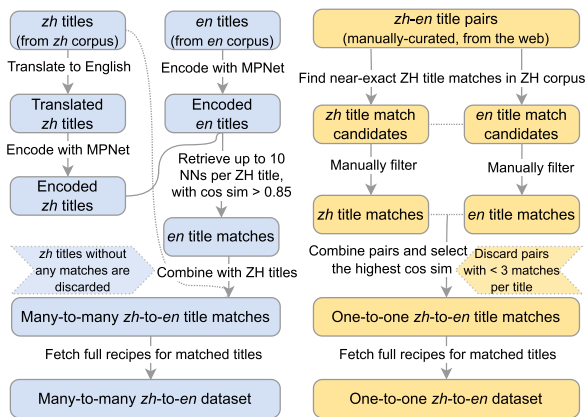 zh titles
(from zh corpus)
en titles
(from en corpus)
Translate to English
Encode with MPNet
Translated
zh titles
Encoded
en titles
Encode with MPNet
Retrieve up to 10
NNs per ZH title,
with cos sim > 0.85
Encoded
zh titles
en title matches
zh titles without
any matches are
discarded
Combine with ZH titles
Many-to-many zh-to-en title matches
Fetch full recipes for matched titles
Many-to-many zh-to-en dataset
zh-en title pairs
(manually-curated, from the web)
Find near-exact ZH title matches in ZH corpus
zh title match
candidates
en title match
candidates
Manually filter
Manually filter
zh title matches
en title matches
Combine pairs and select
the highest cos sim
Discard pairs
with < 3 matches
per title
One-to-one zh-to-en title matches
Fetch full recipes for matched titles
One-to-one zh-to-en dataset